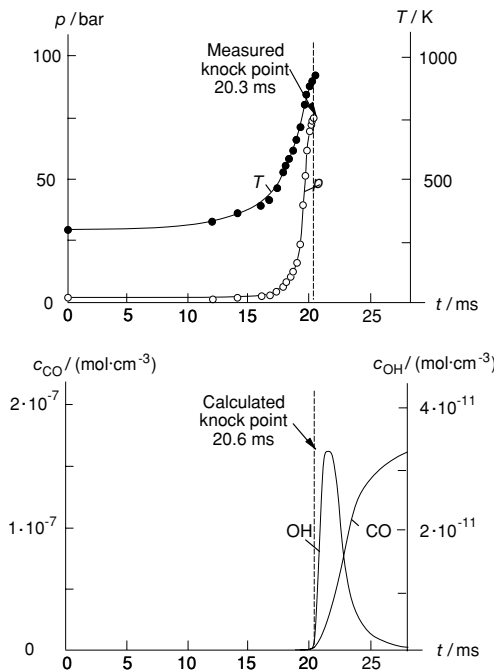 p / bar
T / K
100
50
0
Measured
knock point
20.3 ms
T
p
1000
500
0
0 5 10 15 20 25
t / ms
c_CO / (mol·cm⁻³)
c_OH / (mol·cm⁻³)
2·10⁻⁷
1·10⁻⁷
0
Calculated
knock point
20.6 ms
OH
CO
4·10⁻¹¹
2·10⁻¹¹
0
0 5 10 15 20 25
t / ms